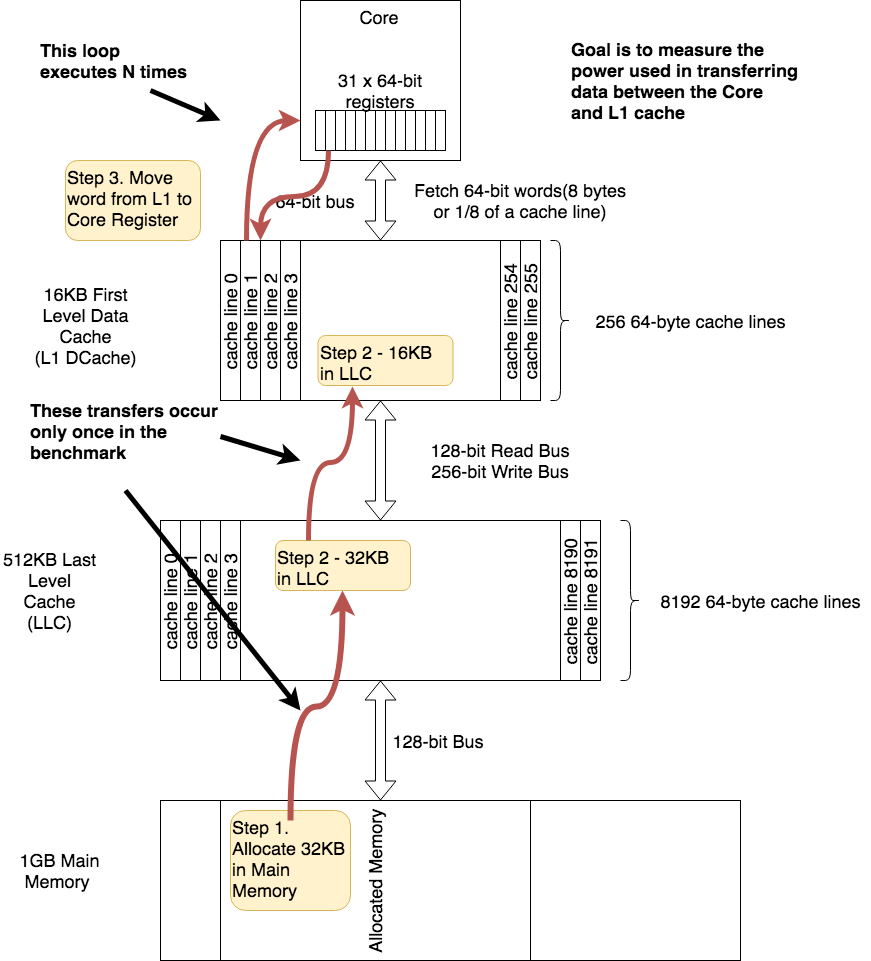 Core
This loop
executes N times
Goal is to measure the
power used in transferring
data between the Core
and L1 cache
31 x 64-bit
registers
Step 3. Move
word from L1 to
Core Register
64-bit bus
Fetch 64-bit words(8 bytes
or 1/8 of a cache line)
16KB First
Level Data
Cache
(L1 DCache)
cache line 0
cache line 1
cache line 2
cache line 3
cache line 254
cache line 255
256 64-byte cache lines
Step 2 - 16KB
in LLC
These transfers occur
only once in the
benchmark
128-bit Read Bus
256-bit Write Bus
512KB Last
Level
Cache
(LLC)
cache line 0
cache line 1
cache line 2
cache line 3
Step 2 - 32KB
in LLC
cache line 8190
cache line 8191
8192 64-byte cache lines
128-bit Bus
1GB Main
Memory
Step 1.
Allocate 32KB
in Main
Memory
Allocated Memory